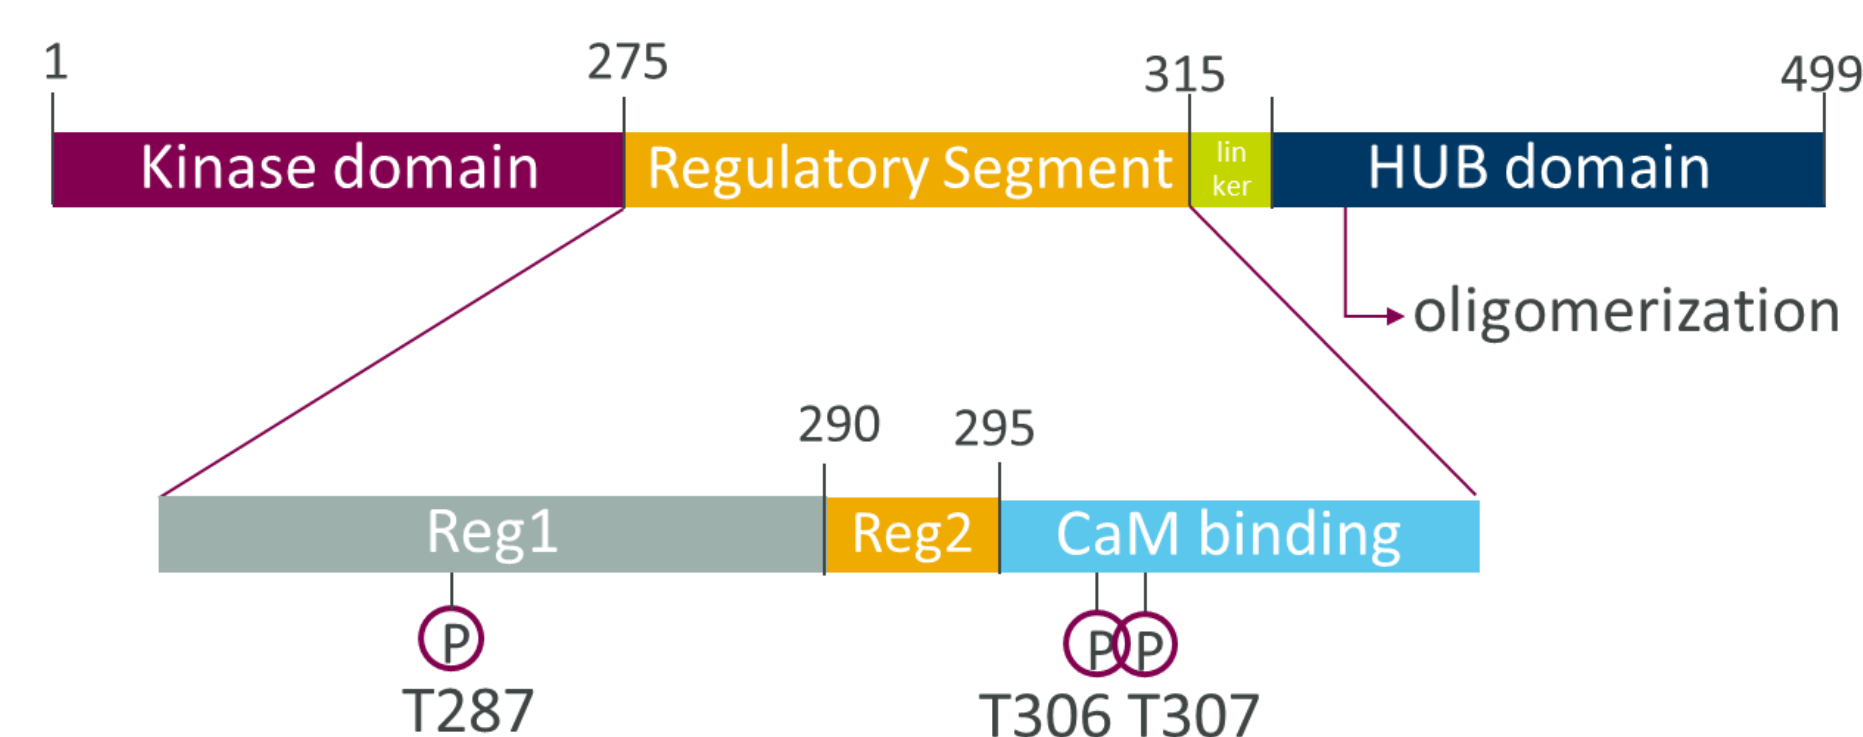 1 275 315 499
Kinase domain Regulatory Segment lin
ker HUB domain
oligomerization
290 295
Reg1 Reg2 CaM binding
P P P
T287 T306 T307